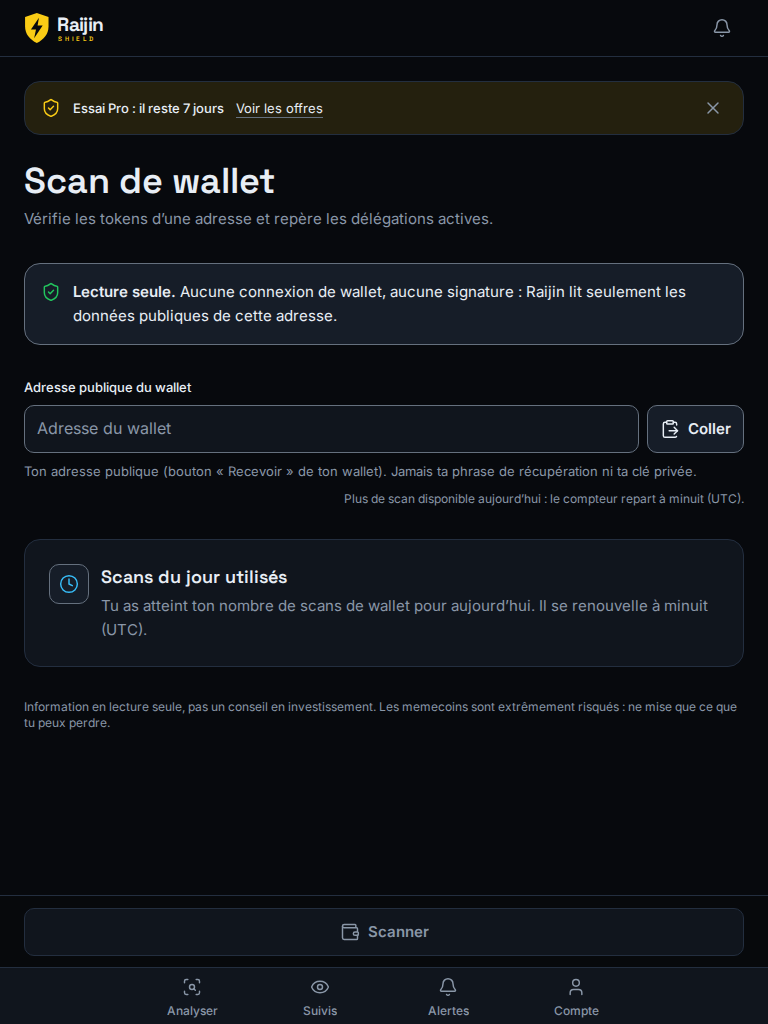 Raijin
SHIELD
Essai Pro : il reste 7 jours Voir les offres
Scan de wallet
Vérifie les tokens d’une adresse et repère les délégations actives.
Lecture seule. Aucune connexion de wallet, aucune signature : Raijin lit seulement les
données publiques de cette adresse.
Adresse publique du wallet
Adresse du wallet
Coller
Ton adresse publique (bouton « Recevoir » de ton wallet). Jamais ta phrase de récupération ni ta clé privée.
Plus de scan disponible aujourd’hui : le compteur repart à minuit (UTC).
Scans du jour utilisés
Tu as atteint ton nombre de scans de wallet pour aujourd’hui. Il se renouvelle à minuit
(UTC).
Information en lecture seule, pas un conseil en investissement. Les memecoins sont extrêmement risqués : ne mise que ce que
tu peux perdre.
Scanner
Analyser Suivis Alertes Compte